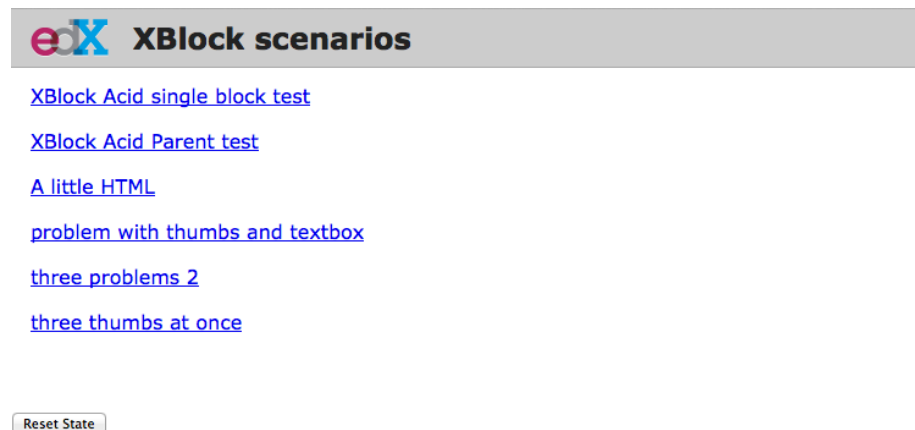 edX XBlock scenarios
XBlock Acid single block test
XBlock Acid Parent test
A little HTML
problem with thumbs and textbox
three problems 2
three thumbs at once
Reset State